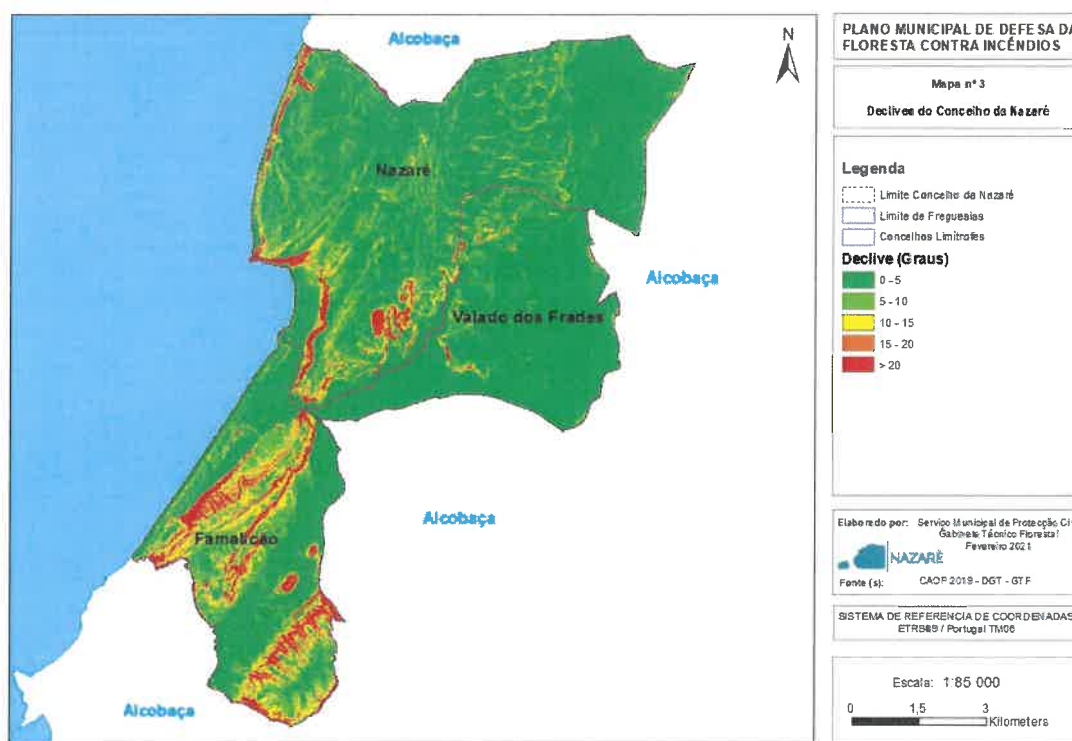 Alcobaça
N
Nazaré
Alcobaça
Valado dos Frades
Alcobaça
Famalicão
Alcobaça
PLANO MUNICIPAL DE DEFESA DA
FLORESTA CONTRA INCÊNDIOS
Mapa nº 3
Declives do Concelho da Nazaré
Legenda
Limite Concelho da Nazaré
Limite de Freguesias
Concelhos Limítrofes
Declive (Graus)
0 - 5
5 - 10
10 - 15
15 - 20
> 20
Elaborado por: Serviço Municipal de Protecção Ci
Gabinete Técnico Florestal
Fevereiro 2021
NAZARÉ
Fonte (s): CAOP 2019 - DGT - GTF
SISTEMA DE REFERENCIA DE COORDENADAS
ETRS89 / Portugal TM06
Escala: 1:85 000
0 1,5 3
Kilometers